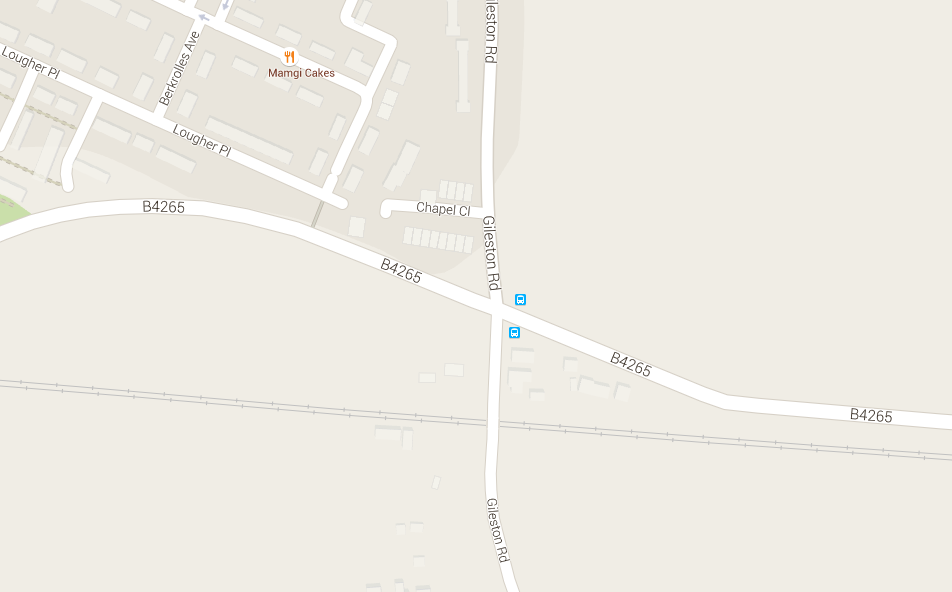 Gileston Rd
Lougher Pl
Berkrolles Ave
Mamgi Cakes
Lougher Pl
B4265
Chapel Cl
Gileston Rd
B4265
B4265
B4265
Gileston Rd